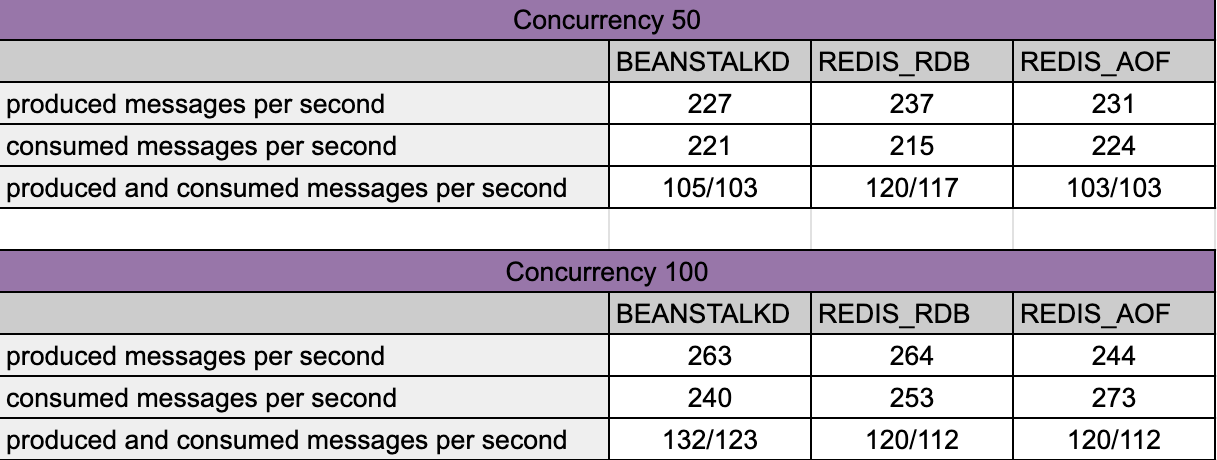 Concurrency 50
BEANSTALKD REDIS_RDB REDIS_AOF
produced messages per second 227 237 231
consumed messages per second 221 215 224
produced and consumed messages per second 105/103 120/117 103/103
Concurrency 100
BEANSTALKD REDIS_RDB REDIS_AOF
produced messages per second 263 264 244
consumed messages per second 240 253 273
produced and consumed messages per second 132/123 120/112 120/112